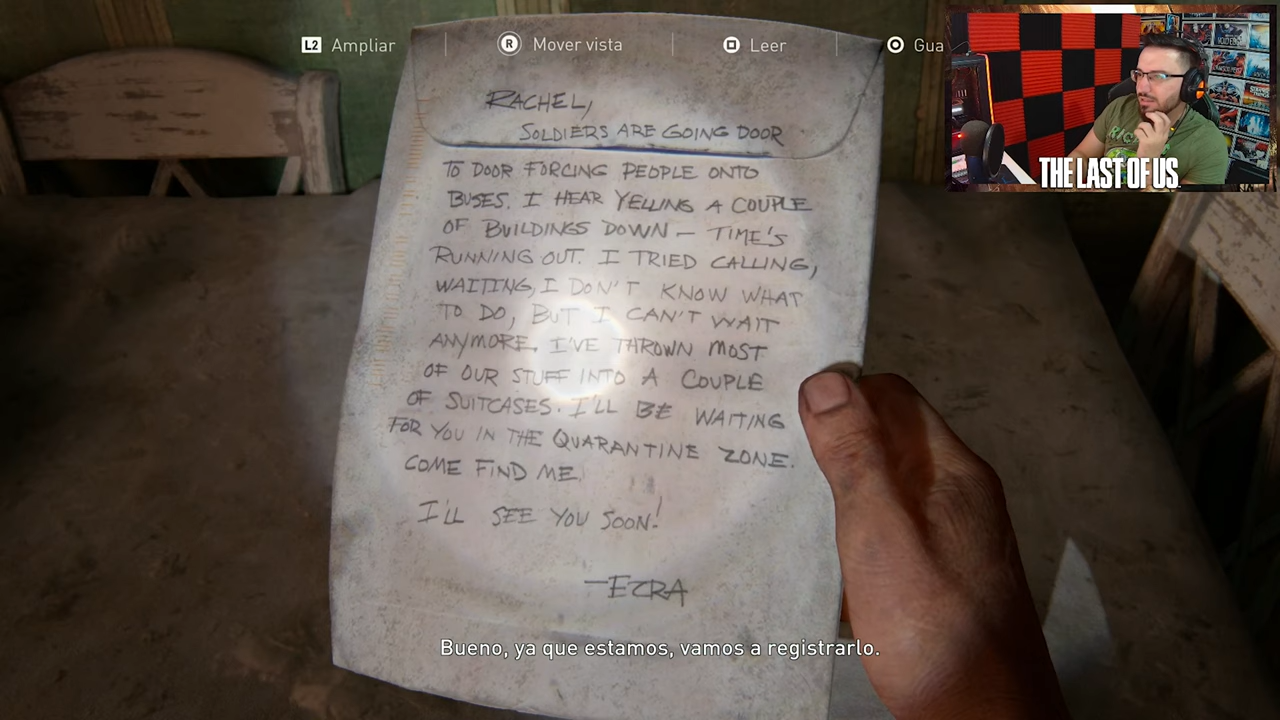 L2 Ampliar
R Mover vista
Leer
Gua
THE LAST OF US
RACHEL,
SOLDIERS ARE GOING DOOR
TO DOOR FORCING PEOPLE ONTO
BUSES. I HEAR YELLING A COUPLE
OF BUILDINGS DOWN — TIME'S
RUNNING OUT. I TRIED CALLING,
WAITING, I DON'T KNOW WHAT
TO DO, BUT I CAN'T WAIT
ANYMORE. I'VE THROWN MOST
OF OUR STUFF INTO A COUPLE
OF SUITCASES. I'LL BE WAITING
FOR YOU IN THE QUARANTINE ZONE.
COME FIND ME.
I'LL SEE YOU SOON!
—EZRA
Bueno, ya que estamos, vamos a registrarlo.